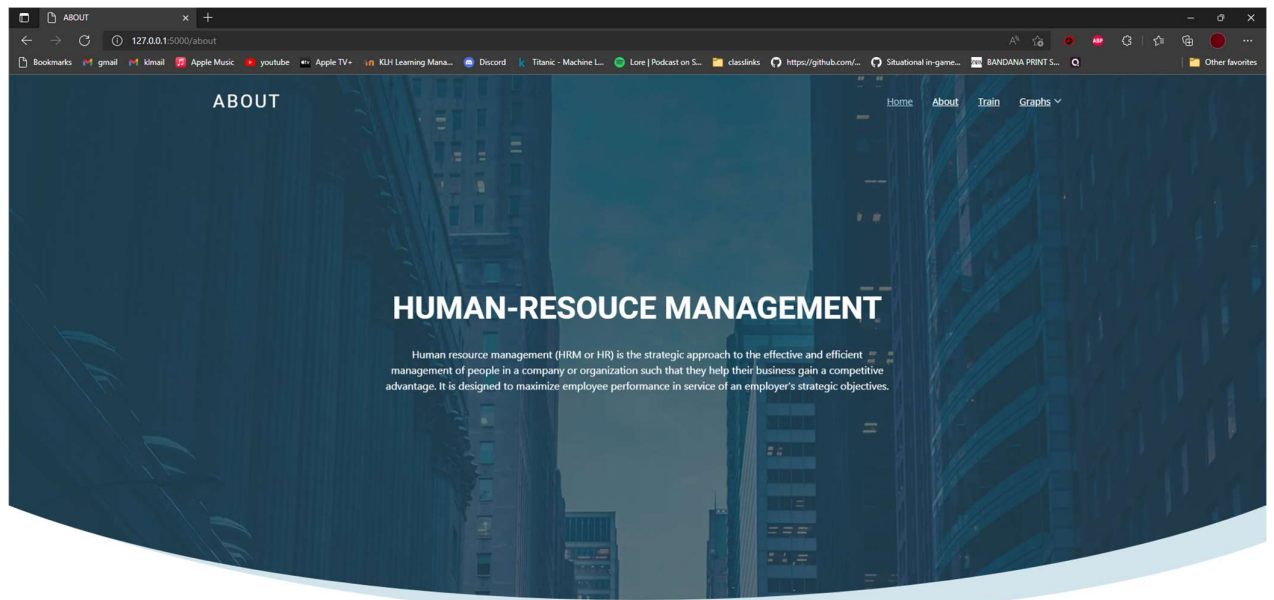 ABOUT
127.0.0.1:5000/about
Bookmarks gmail klmail Apple Music youtube Apple TV+ KLH Learning Mana... Discord Titanic - Machine L... Lore | Podcast on S... classlinks https://github.com/... Situational in-game... BANDANA PRINT S... Other favorites
ABOUT Home About Train Graphs
HUMAN-RESOUCE MANAGEMENT
Human resource management (HRM or HR) is the strategic approach to the effective and efficient
management of people in a company or organization such that they help their business gain a competitive
advantage. It is designed to maximize employee performance in service of an employer's strategic objectives.